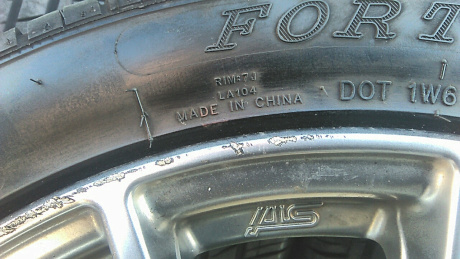 FORT
RIM:7J
LA104
MADE IN CHINA
DOT 1W6